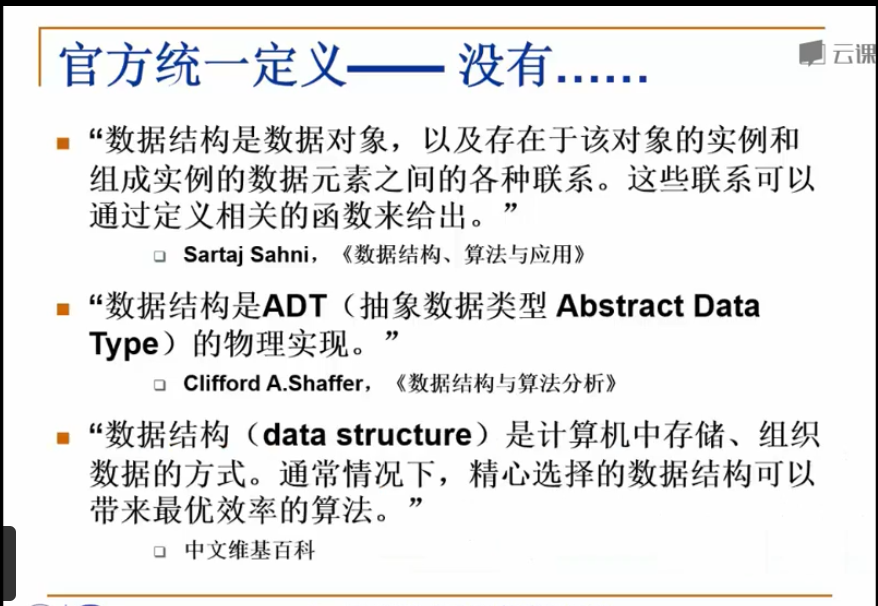 官方统一定义—— 没有……
云课
“数据结构是数据对象，以及存在于该对象的实例和
组成实例的数据元素之间的各种联系。这些联系可以
通过定义相关的函数来给出。”
Sartaj Sahni，《数据结构、算法与应用》
“数据结构是ADT（抽象数据类型 Abstract Data
Type）的物理实现。”
Clifford A.Shaffer，《数据结构与算法分析》
“数据结构（data structure）是计算机中存储、组织
数据的方式。通常情况下，精心选择的数据结构可以
带来最优效率的算法。”
中文维基百科